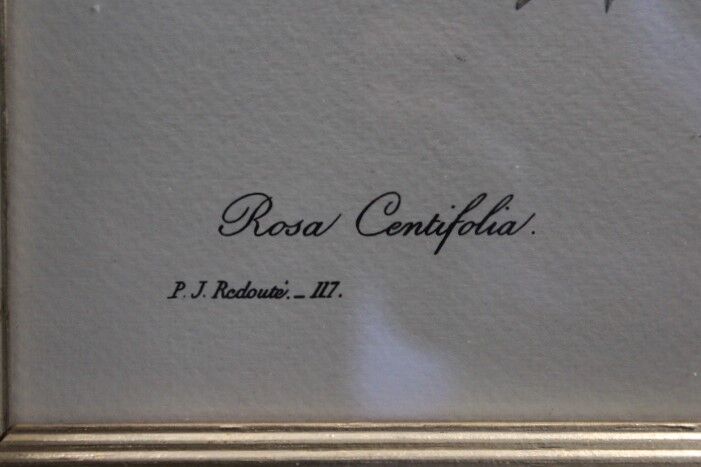 Rosa Centifolia.
P. J. Redouté. _ 117.